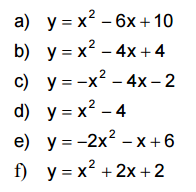 a) y = x² – 6x + 10
b) y = x² – 4x + 4
c) y = –x² – 4x – 2
d) y = x² – 4
e) y = –2x² – x + 6
f) y = x² + 2x + 2